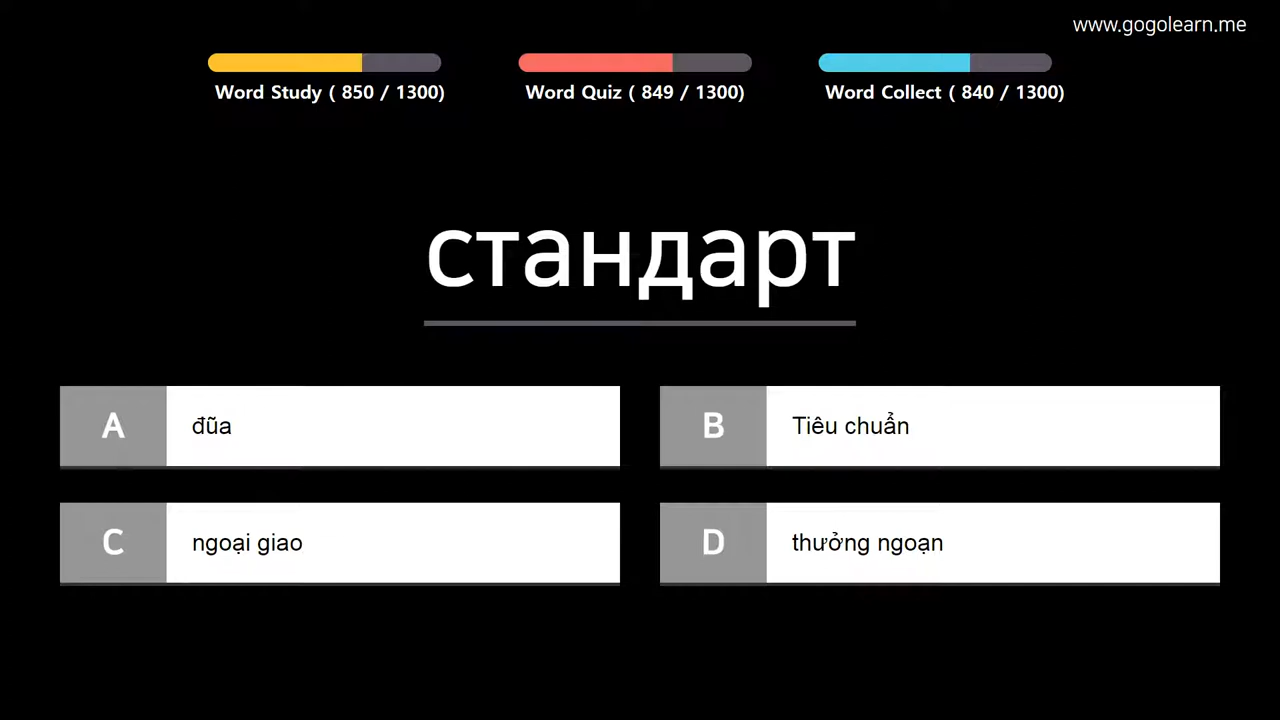 www.gogolearn.me
Word Study ( 850 / 1300)
Word Quiz ( 849 / 1300)
Word Collect ( 840 / 1300)
стандарт
A đũa
B Tiêu chuẩn
C ngoại giao
D thưởng ngoạn